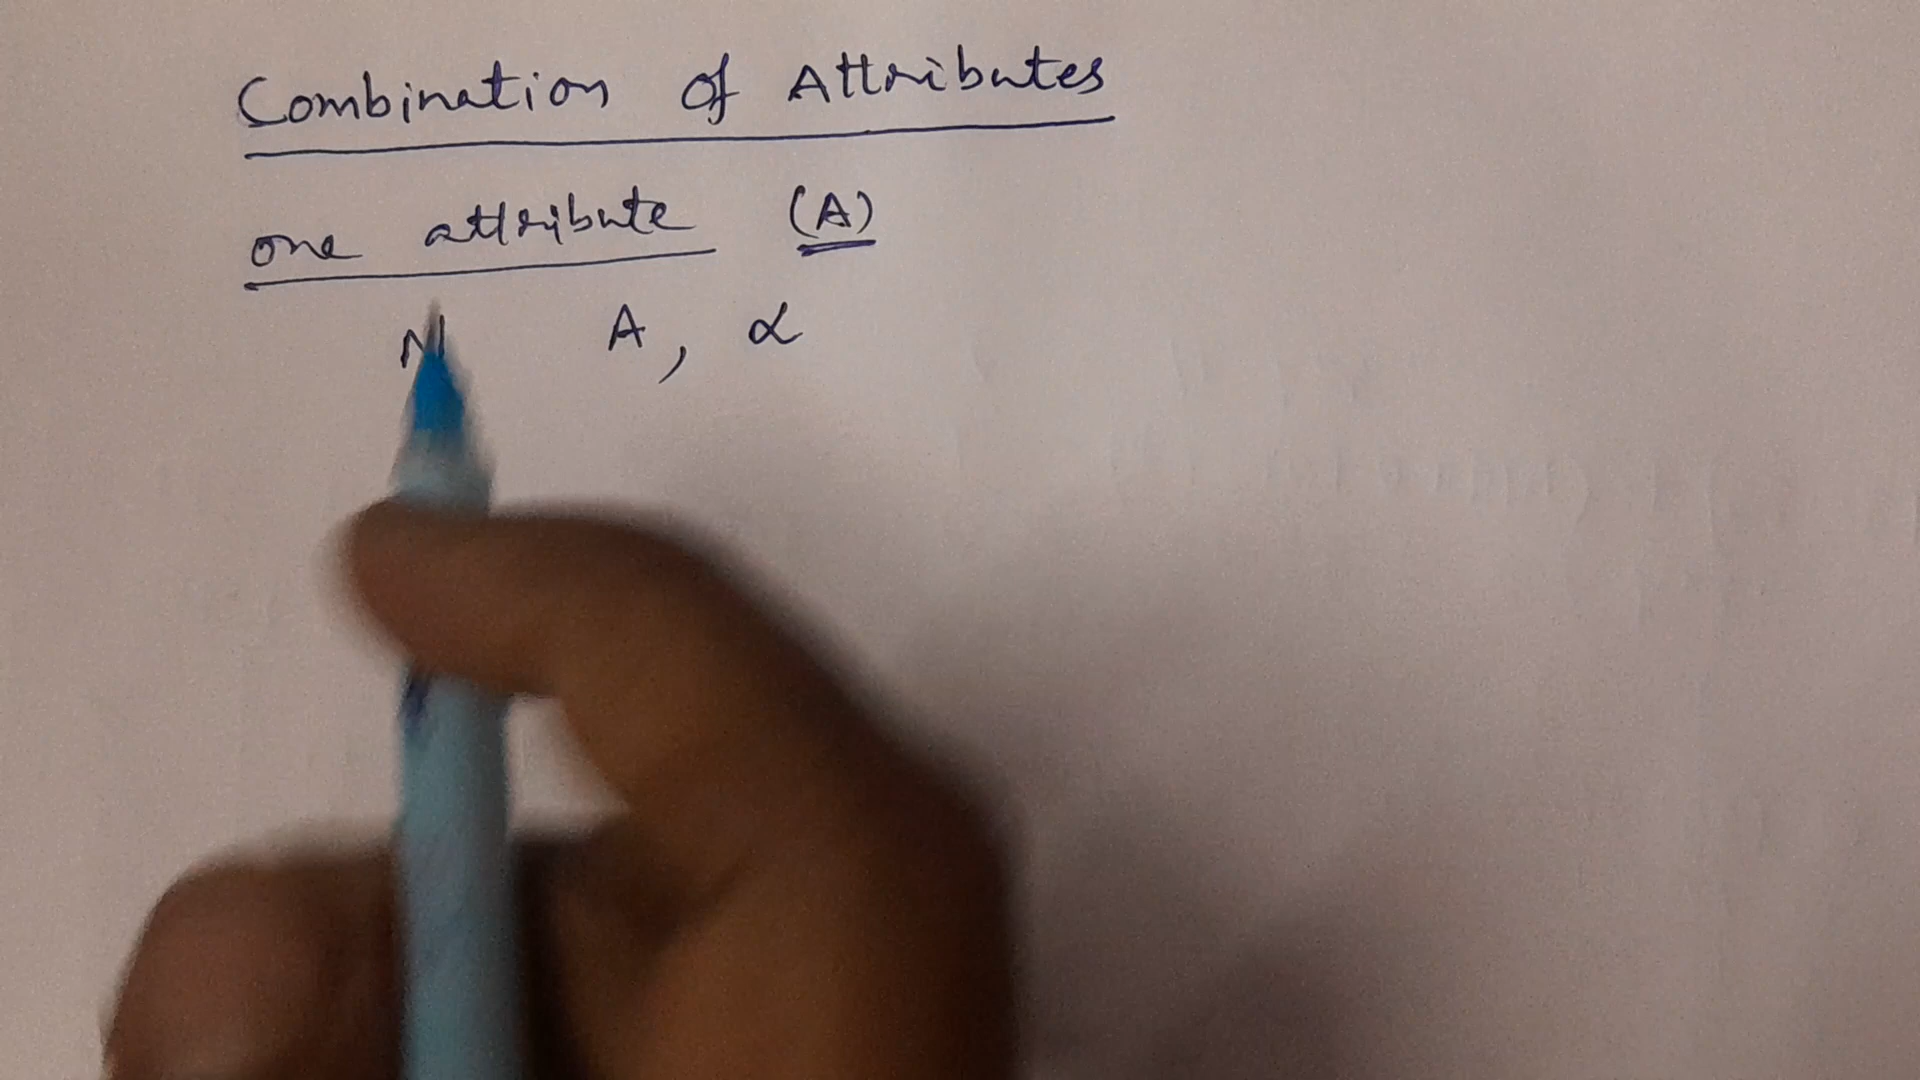 Combination of Attributes
one attribute (A)
N A, α